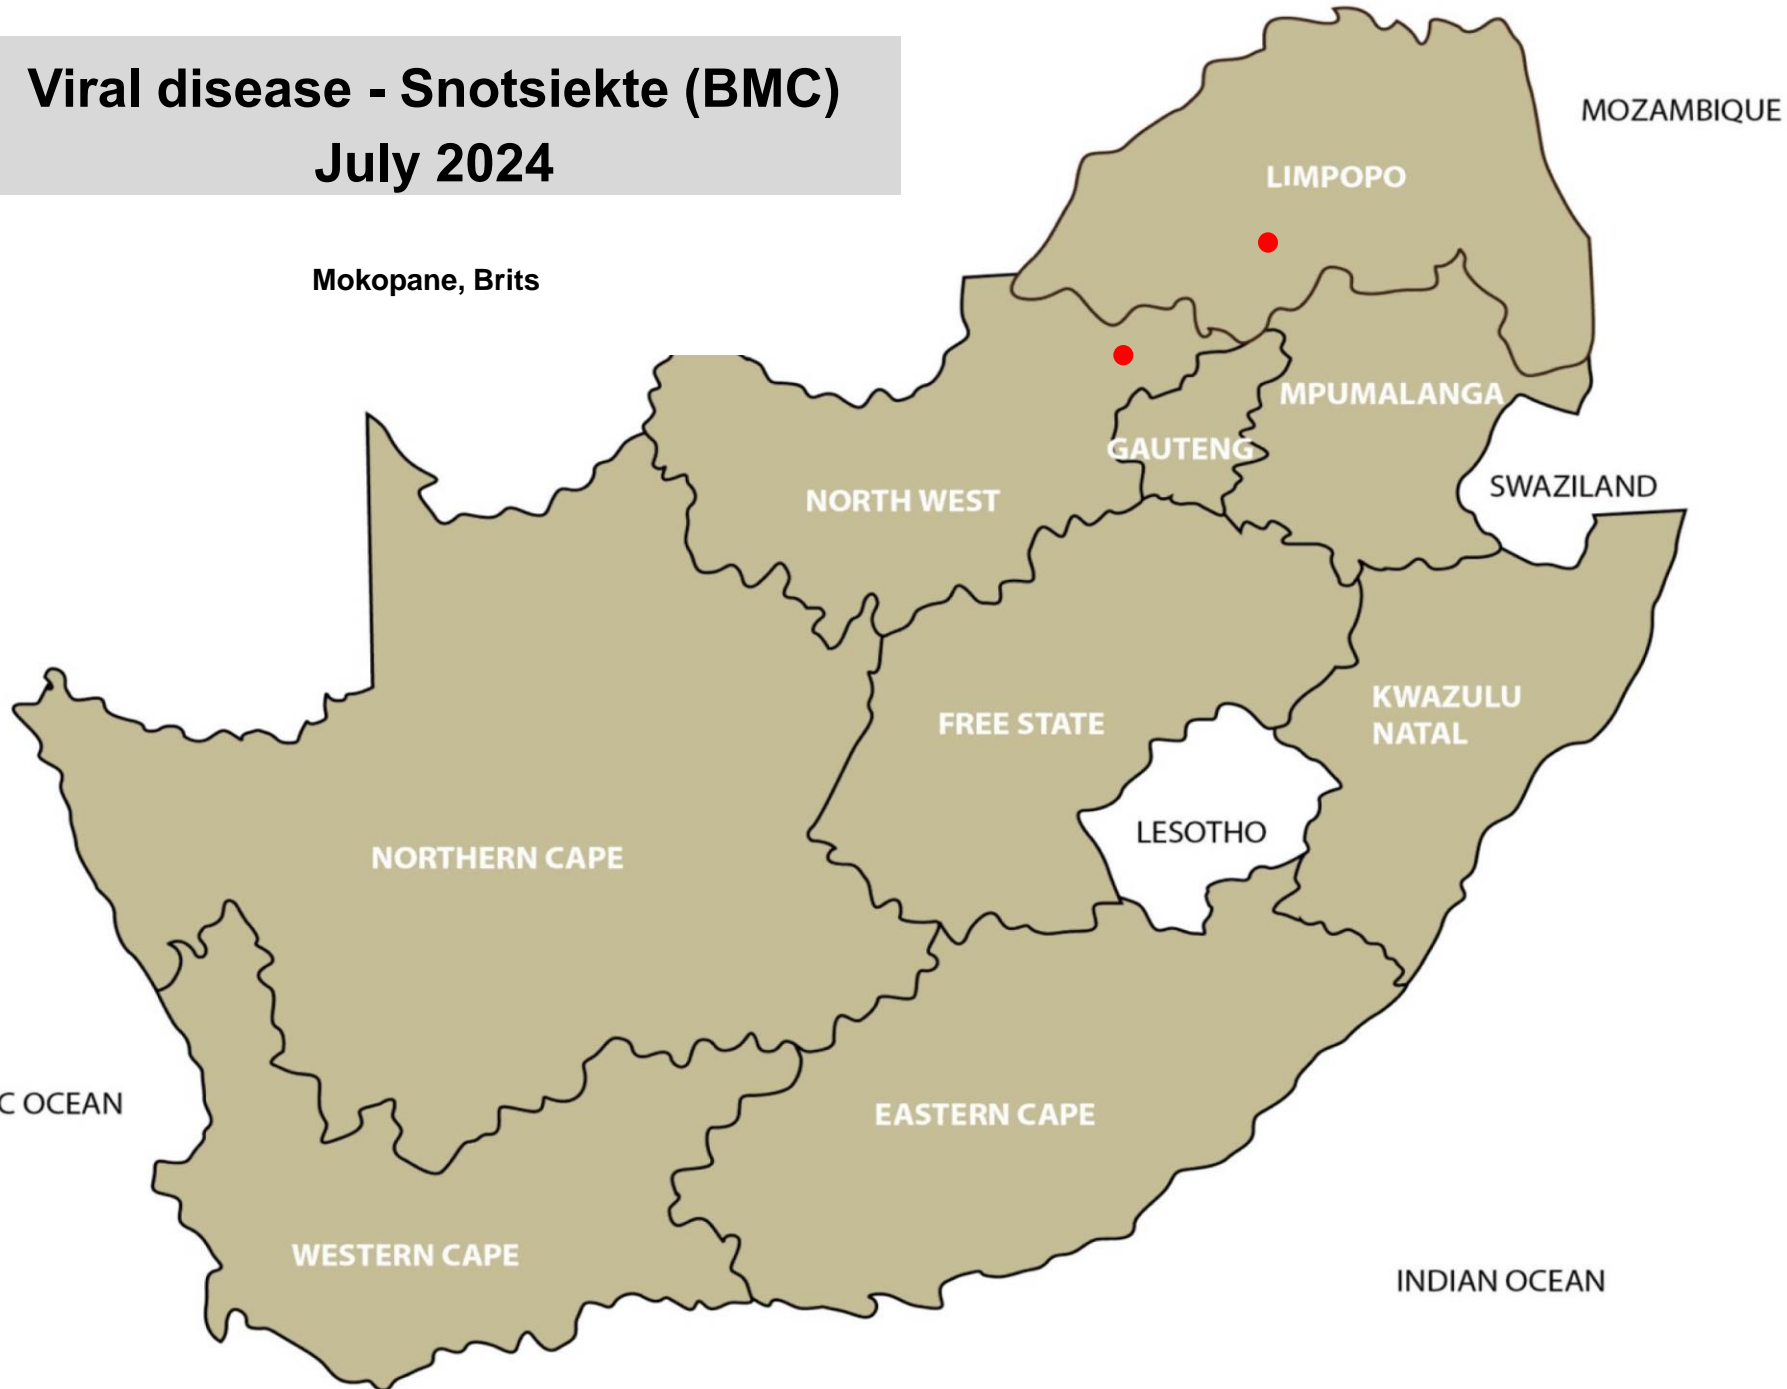 Viral disease - Snotsiekte (BMC)
July 2024
MOZAMBIQUE
LIMPOPO
Mokopane, Brits
MPUMALANGA
GAUTENG
SWAZILAND
NORTH WEST
KWAZULU
NATAL
FREE STATE
LESOTHO
NORTHERN CAPE
C OCEAN
EASTERN CAPE
WESTERN CAPE
INDIAN OCEAN